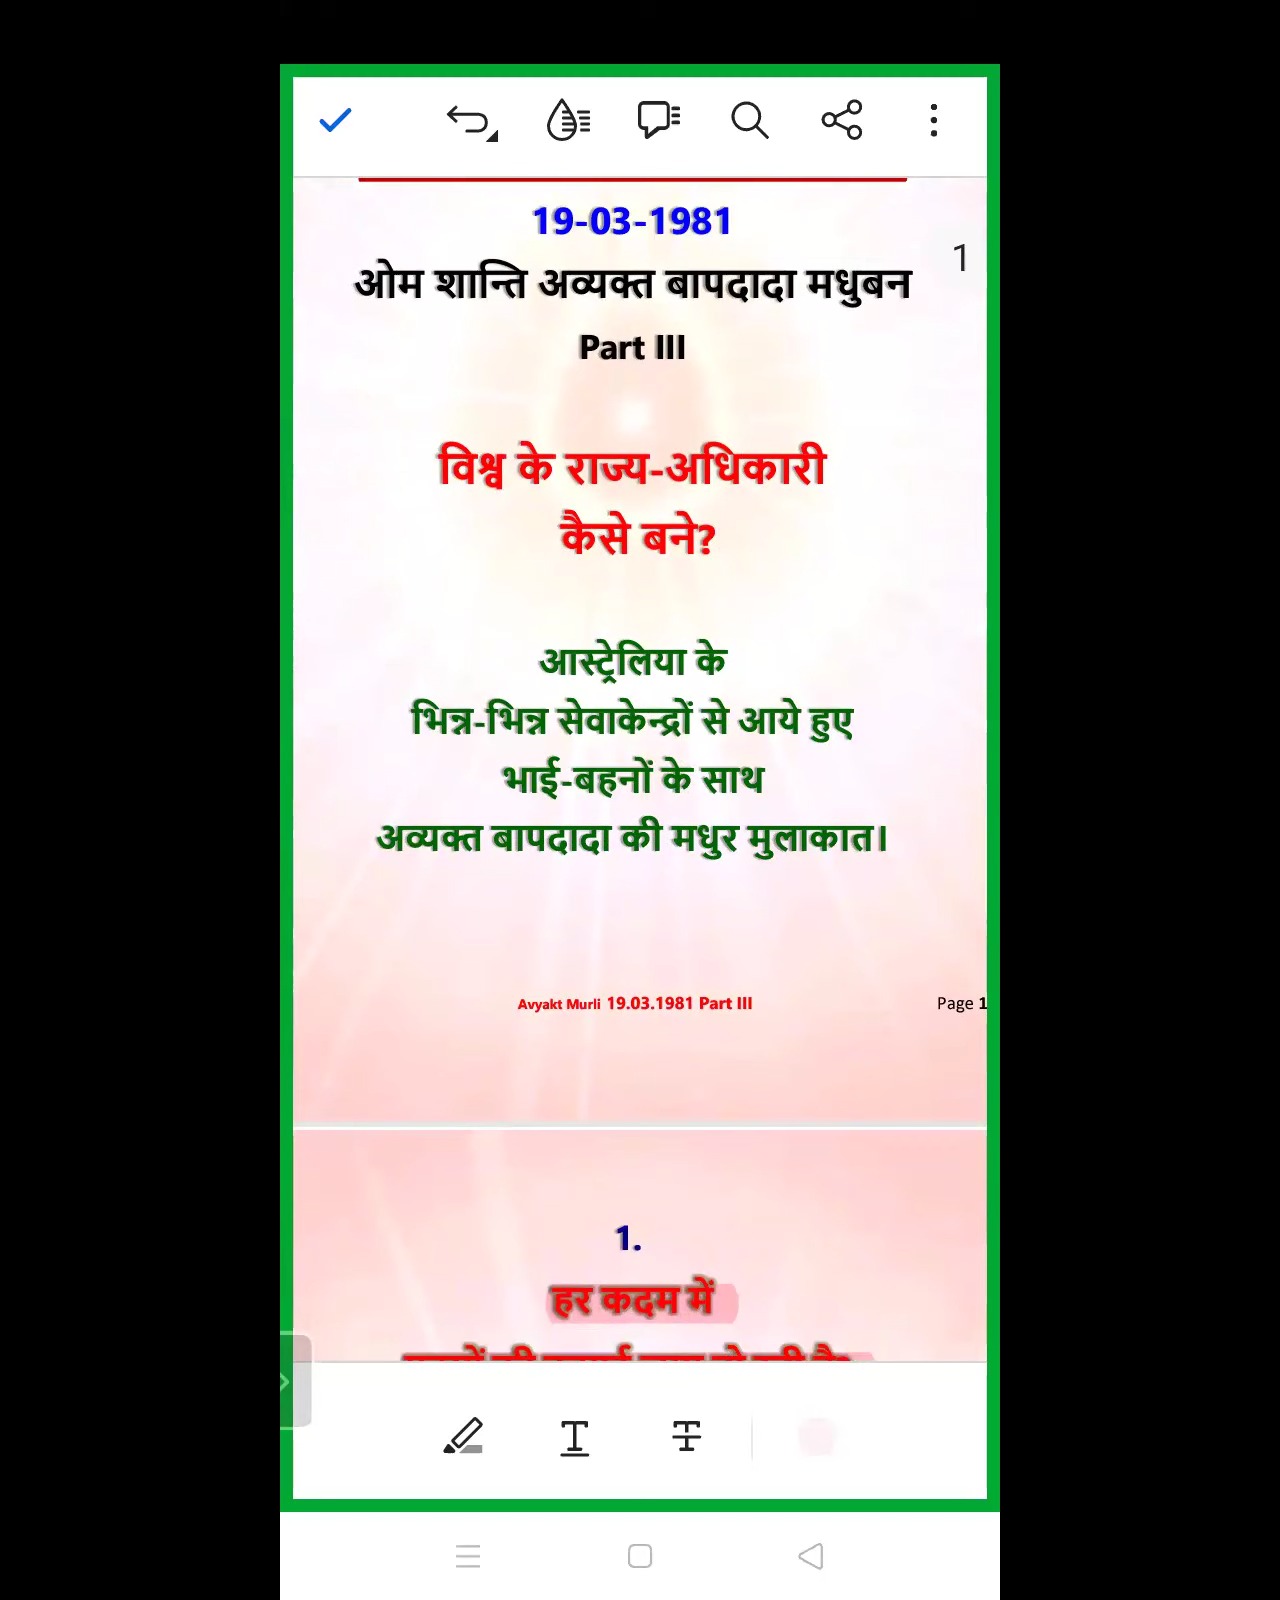 19-03-1981
1
ओम शान्ति अव्यक्त बापदादा मधुबन
Part III
विश्व के राज्य-अधिकारी
कैसे बने?
आस्ट्रेलिया के
भिन्न-भिन्न सेवाकेन्द्रों से आये हुए
भाई-बहनों के साथ
अव्यक्त बापदादा की मधुर मुलाकात।
Avyakt Murli 19.03.1981 Part III
Page 1
1.
हर कदम में